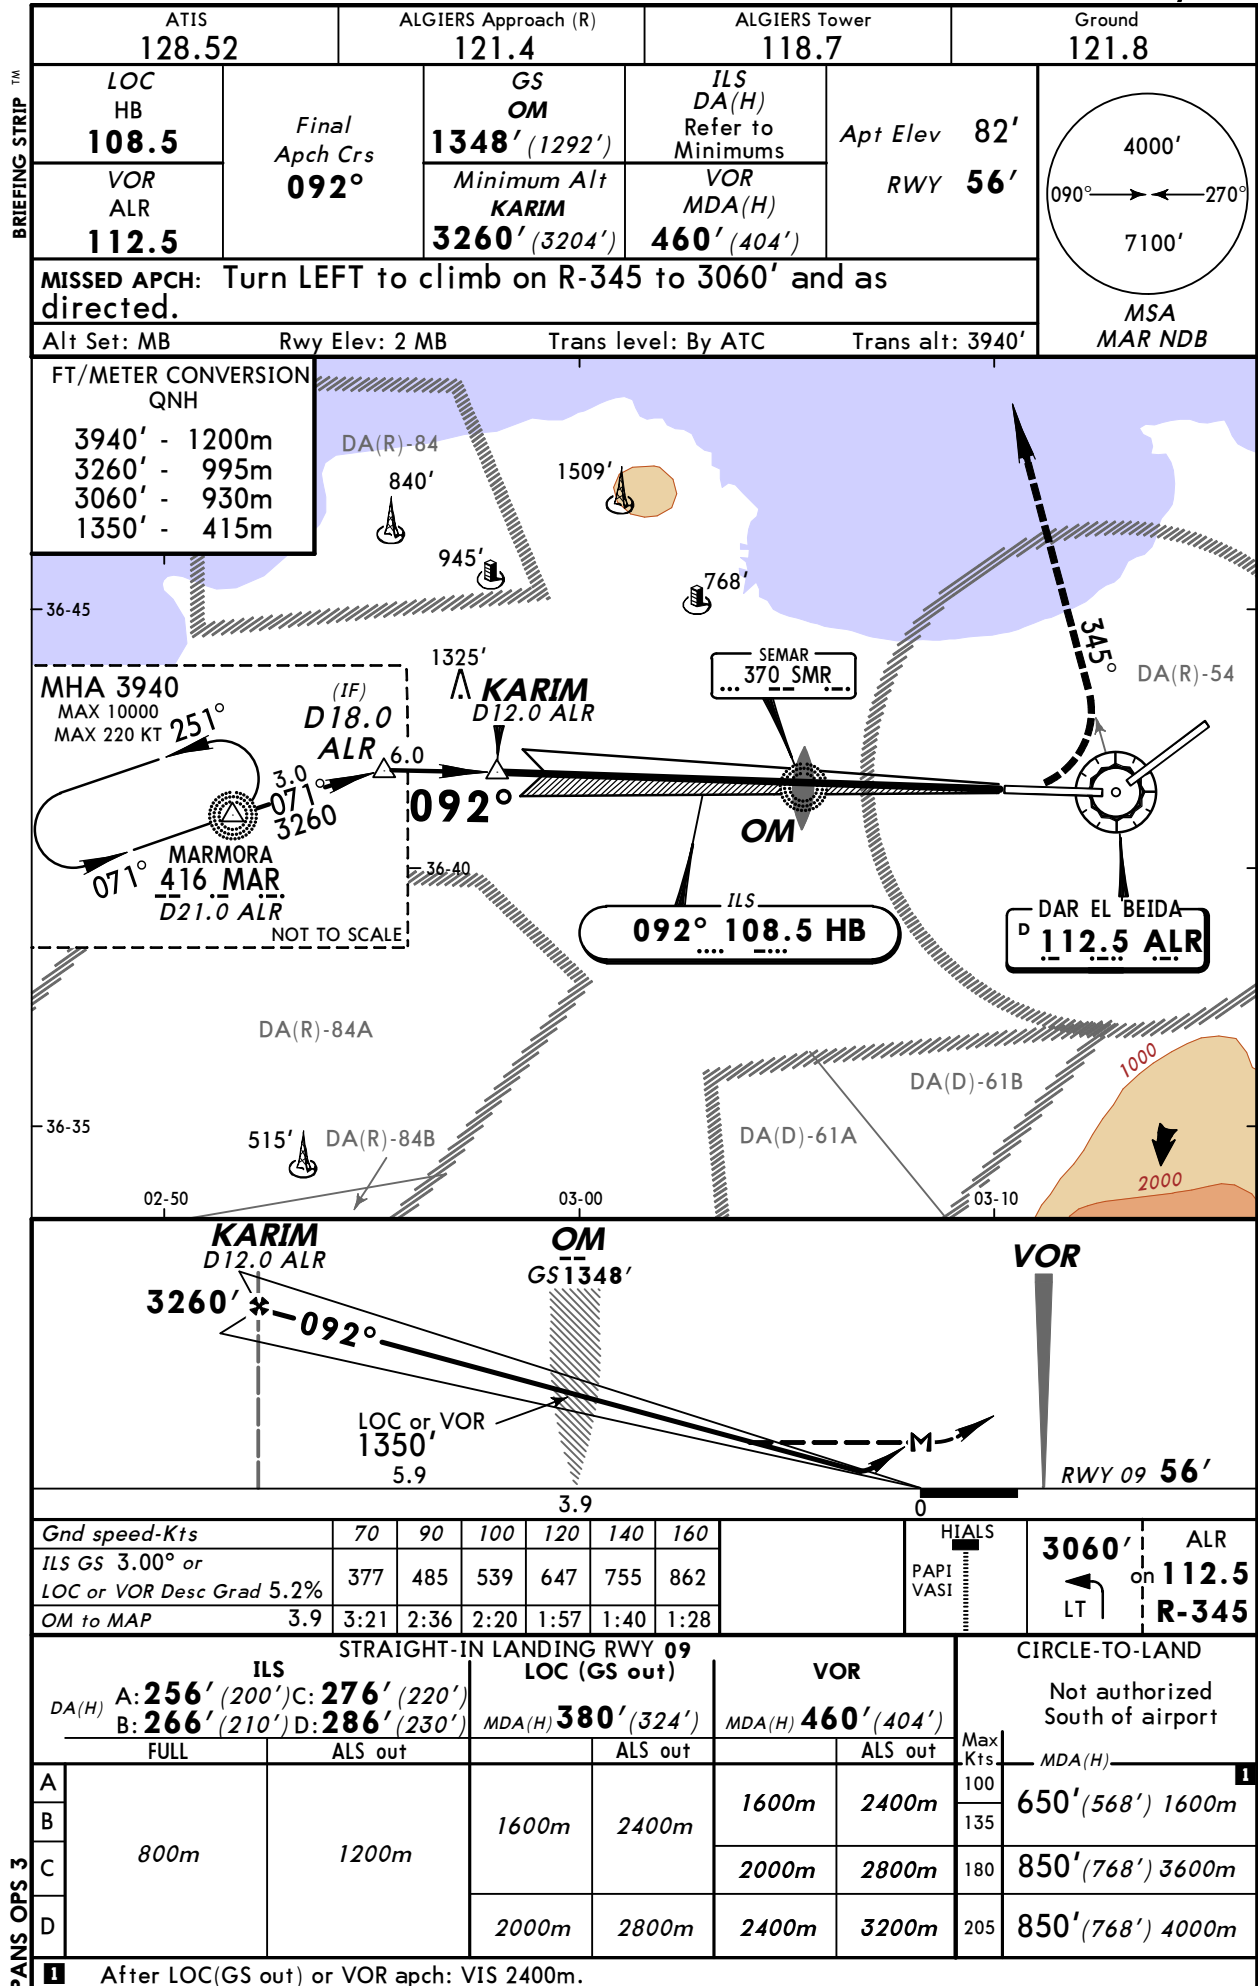 ATIS
128.52
ALGIERS Approach (R)
121.4
ALGIERS Tower
118.7
Ground
121.8
BRIEFING STRIP TM
LOC
HB
108.5
Final
Apch Crs
092°
GS
OM
1348' (1292')
ILS
DA(H)
Refer to
Minimums
Apt Elev 82'
RWY 56'
VOR
ALR
112.5
Minimum Alt
KARIM
3260' (3204')
VOR
MDA(H)
460' (404')
4000'
090° 270°
7100'
MSA
MAR NDB
MISSED APCH: Turn LEFT to climb on R-345 to 3060' and as
directed.
Alt Set: MB Rwy Elev: 2 MB Trans level: By ATC Trans alt: 3940'
FT/METER CONVERSION
QNH
3940' - 1200m
3260' - 995m
3060' - 930m
1350' - 415m
DA(R)-84
840'
1509'
945'
768'
36-45
345°
DA(R)-54
MHA 3940
MAX 10000
MAX 220 KT
251°
(IF)
D18.0
ALR
6.0
1325'
KARIM
D12.0 ALR
SEMAR
370 SMR
3.0
071°
3260
092°
OM
MARMORA
416 MAR
D21.0 ALR
071°
NOT TO SCALE
36-40
ILS
092° 108.5 HB
DAR EL BEIDA
D 112.5 ALR
DA(R)-84A
DA(D)-61B
1000
36-35
515'
DA(R)-84B
DA(D)-61A
2000
02-50
03-00
03-10
KARIM
D12.0 ALR
OM
GS 1348'
VOR
3260'
092°
LOC or VOR
1350'
5.9
M
RWY 09 56'
3.9
0
Gnd speed-Kts 70 90 100 120 140 160
ILS GS 3.00° or
LOC or VOR Desc Grad 5.2% 377 485 539 647 755 862
OM to MAP 3.9 3:21 2:36 2:20 1:57 1:40 1:28
HIALS
PAPI
VASI
3060'
LT
on
ALR
112.5
R-345
STRAIGHT-IN LANDING RWY 09
CIRCLE-TO-LAND
ILS
DA(H) A: 256' (200') C: 276' (220')
B: 266' (210') D: 286' (230')
LOC (GS out)
MDA(H) 380' (324')
VOR
MDA(H) 460' (404')
Not authorized
South of airport
FULL ALS out ALS out ALS out
Max
Kts
MDA(H)
1
A
B
C
D
800m
1200m
1600m 2400m
2000m 2800m
1600m 2400m
2000m 2800m
2400m 3200m
100
135
650' (568') 1600m
180 850' (768') 3600m
205 850' (768') 4000m
PANS OPS 3
1 After LOC(GS out) or VOR apch: VIS 2400m.